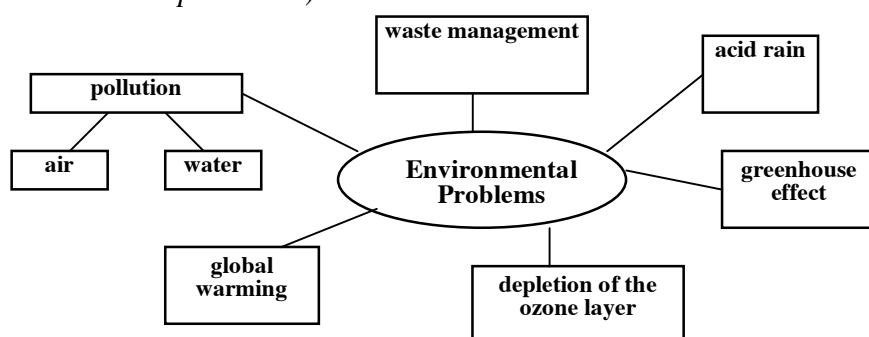 waste management
acid rain
pollution
air
water
Environmental
Problems
greenhouse
effect
global
warming
depletion of the
ozone layer